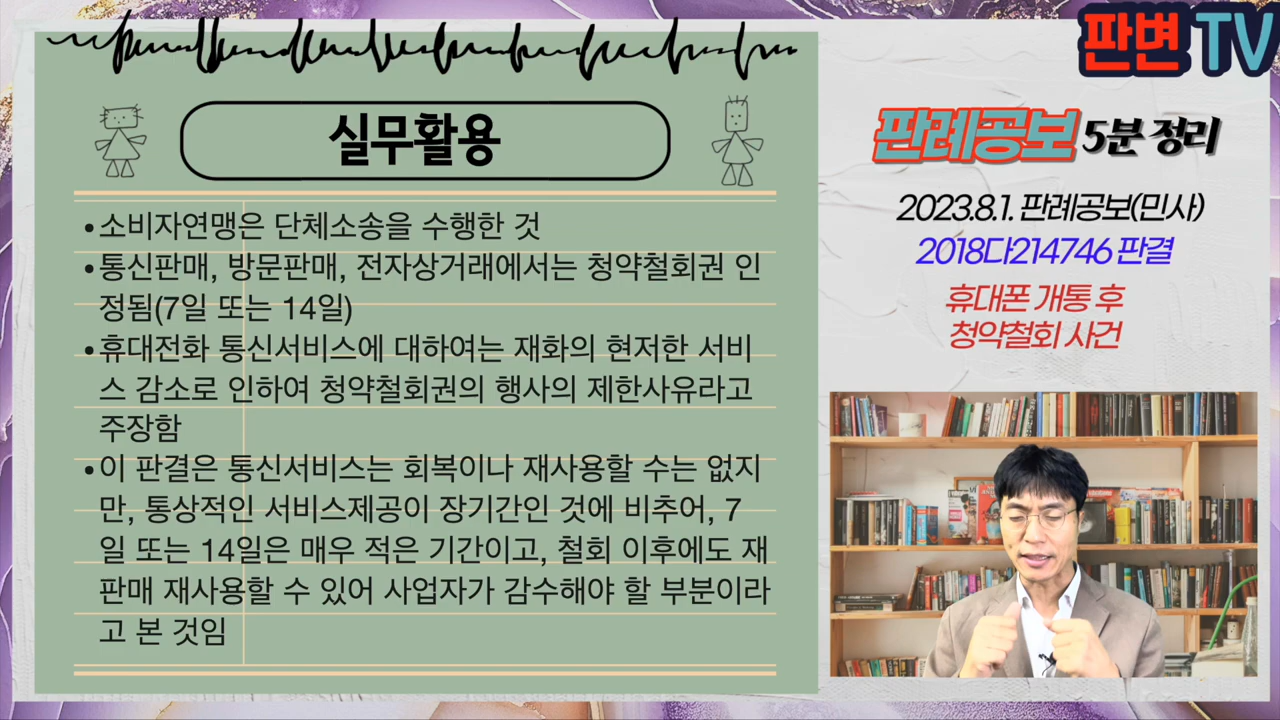 판변 TV
실무활용
•소비자연맹은 단체소송을 수행한 것
•통신판매, 방문판매, 전자상거래에서는 청약철회권 인
정됨(7일 또는 14일)
•휴대전화 통신서비스에 대하여는 재화의 현저한 서비
스 감소로 인하여 청약철회권의 행사의 제한사유라고
주장함
•이 판결은 통신서비스는 회복이나 재사용할 수는 없지
만, 통상적인 서비스제공이 장기간인 것에 비추어, 7
일 또는 14일은 매우 적은 기간이고, 철회 이후에도 재
판매 재사용할 수 있어 사업자가 감수해야 할 부분이라
고 본 것임
판례공보 5분 정리
2023.8.1. 판례공보(민사)
2018다214746 판결
휴대폰 개통 후
청약철회 사건